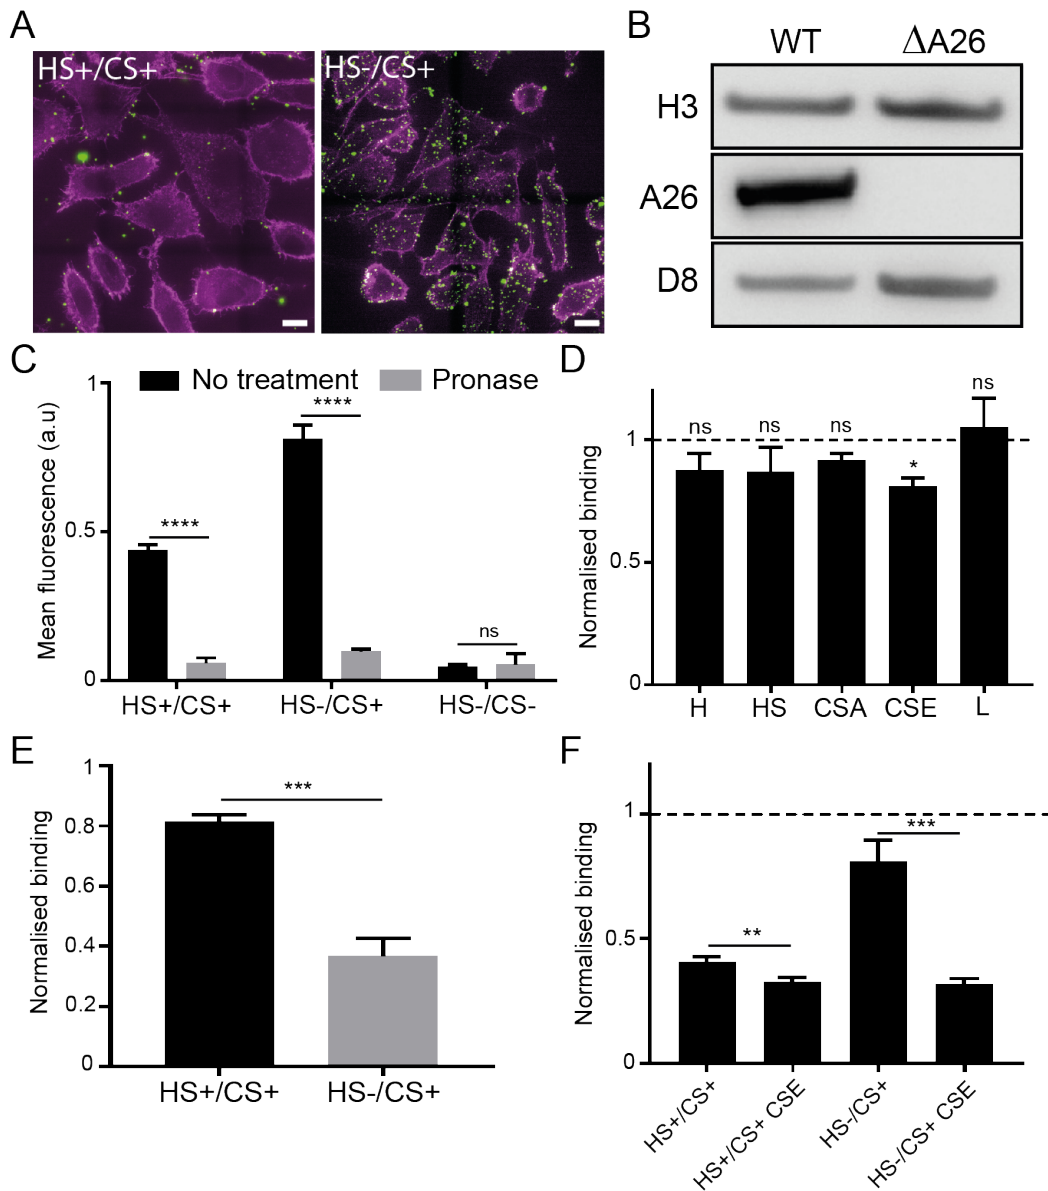 A
HS+/CS+
HS-/CS+
B
WT ΔA26
H3
A26
D8
C
No treatment Pronase
Mean fluorescence (a.u)
1
0.5
0
****
****
ns
HS+/CS+ HS-/CS+ HS-/CS-
D
Normalised binding
1
0.5
0
ns ns ns * ns
H HS CSA CSE L
E
Normalised binding
1
0.8
0.6
0.4
0.2
0
***
HS+/CS+ HS-/CS+
F
Normalised binding
1
0.5
0
**
***
HS+/CS+
HS+/CS+ CSE
HS-/CS+
HS-/CS+ CSE